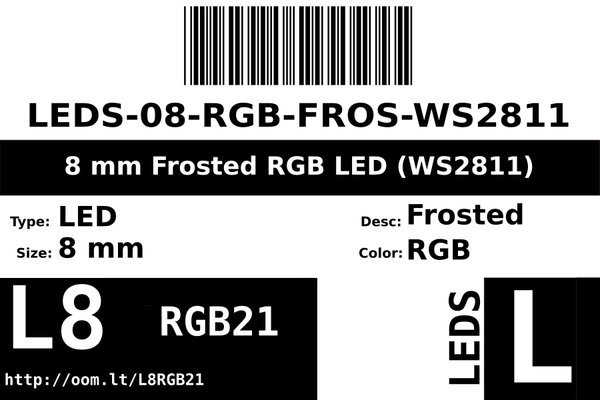 LEDS-08-RGB-FROS-WS2811
8 mm Frosted RGB LED (WS2811)
Type: LED
Desc: Frosted
Size: 8 mm
Color: RGB
L8
RGB21
http://oom.lt/L8RGB21
LEDS
L